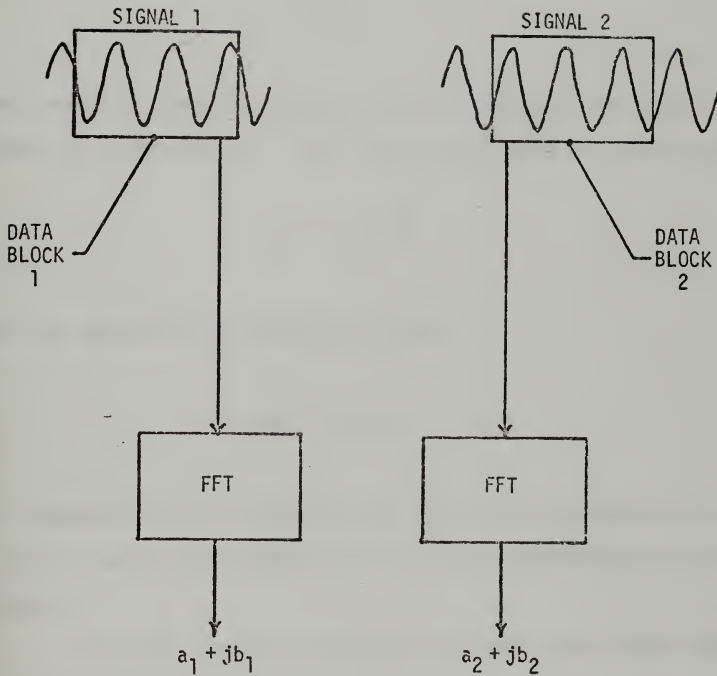 SIGNAL 1
SIGNAL 2
DATA
BLOCK
1
DATA
BLOCK
2
FFT
FFT
a₁ + jb₁
a₂ + jb₂